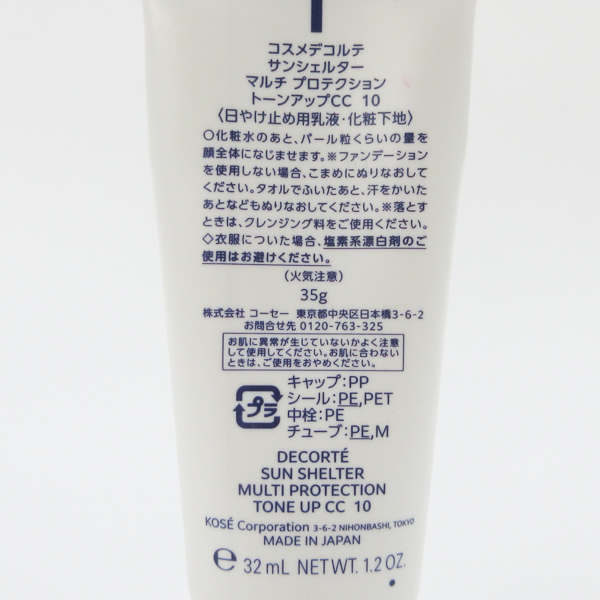 コスメデコルテ
サンシェルター
マルチ プロテクション
トーンアップCC 10
〈日やけ止め用乳液・化粧下地〉
○化粧水のあと、パール粒くらいの量を
顔全体になじませます。※ファンデーション
を使用しない場合、こまめにぬりなおして
ください。タオルでふいたあと、汗をかいた
あとなどもぬりなおしてください。※落とす
ときは、クレンジング料をご使用ください。
◇衣服についた場合、塩素系漂白剤のご
使用はお避けください。
（火気注意）
35g
株式会社 コーセー 東京都中央区日本橋3-6-2
お問合せ先 0120-763-325
お肌に異常が生じていないかよく注意
して使用してください。お肌に合わない
ときは、ご使用をおやめください。
プラ
キャップ：PP
シール：PE,PET
中栓：PE
チューブ：PE,M
DECORTÉ
SUN SHELTER
MULTI PROTECTION
TONE UP CC 10
KOSÉ Corporation 3-6-2 NIHONBASHI, TOKYO
MADE IN JAPAN
℮ 32 mL NET WT. 1.2 OZ.